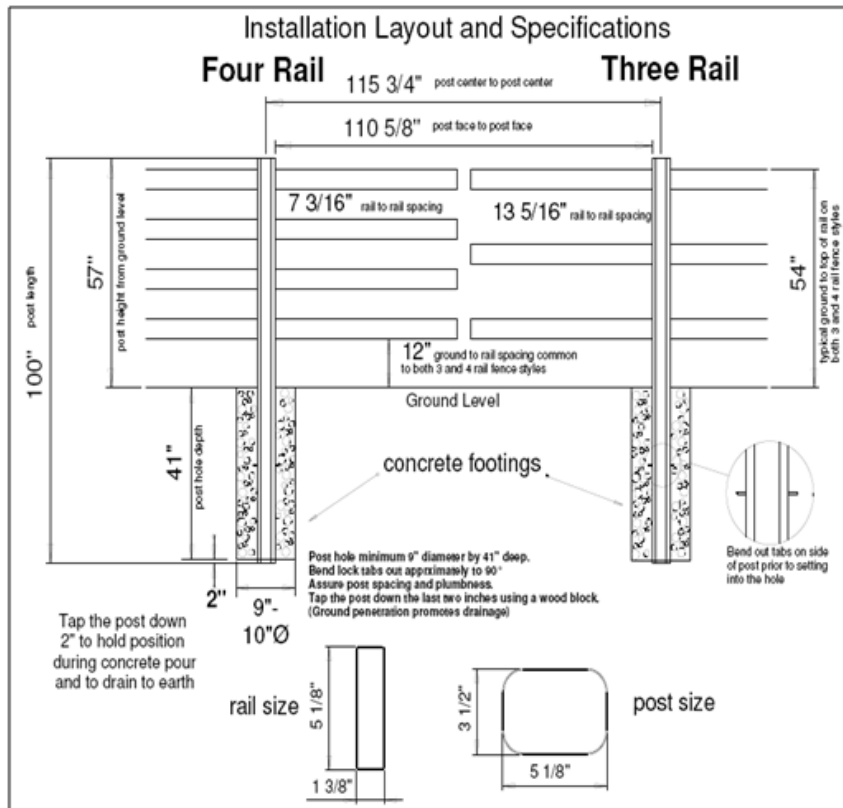 Installation Layout and Specifications
Four Rail
Three Rail
115 3/4" post center to post center
110 5/8" post face to post face
7 3/16" rail to rail spacing
13 5/16" rail to rail spacing
100" post length
57" post height from ground level
54" typical ground to top of rail on
both 3 and 4 rail fence styles
12" ground to rail spacing common
to both 3 and 4 rail fence styles
Ground Level
41" post hole depth
concrete footings
Bend out tabs on side
of post prior to setting
into the hole
2"
9"-
10"Ø
Post hole minimum 9" diameter by 41" deep.
Bend lock tabs out apprximately to 90°
Assure post spacing and plumbness.
Tap the post down the last two inches using a wood block.
(Ground penetration promotes drainage)
Tap the post down
2" to hold position
during concrete pour
and to drain to earth
rail size
5 1/8"
1 3/8"
3 1/2"
5 1/8"
post size